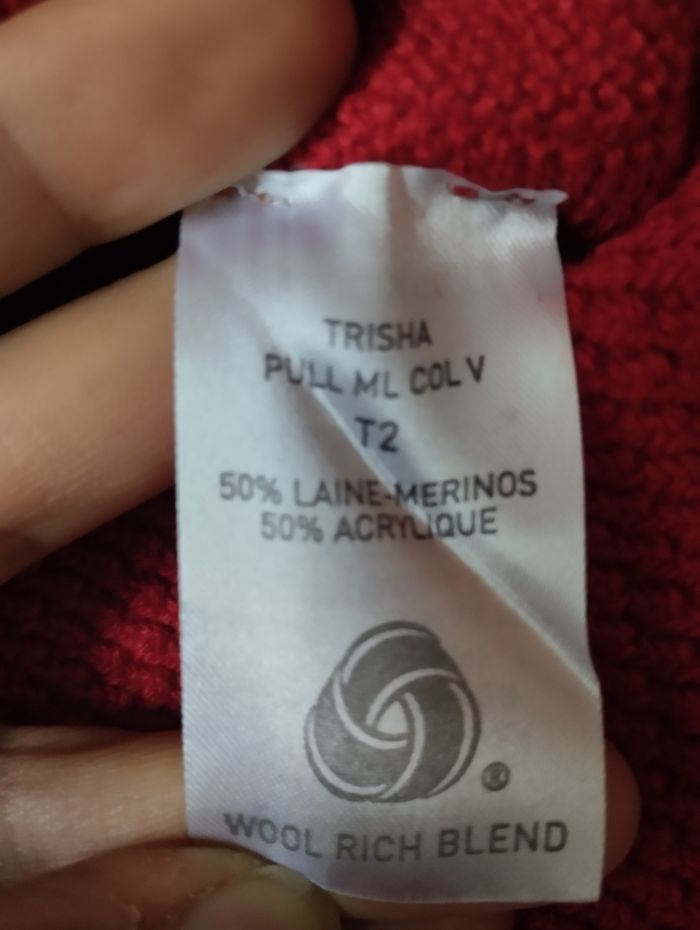 TRISHA
PULL ML COL V
T2
50% LAINE-MERINOS
50% ACRYLIQUE
®
WOOL RICH BLEND